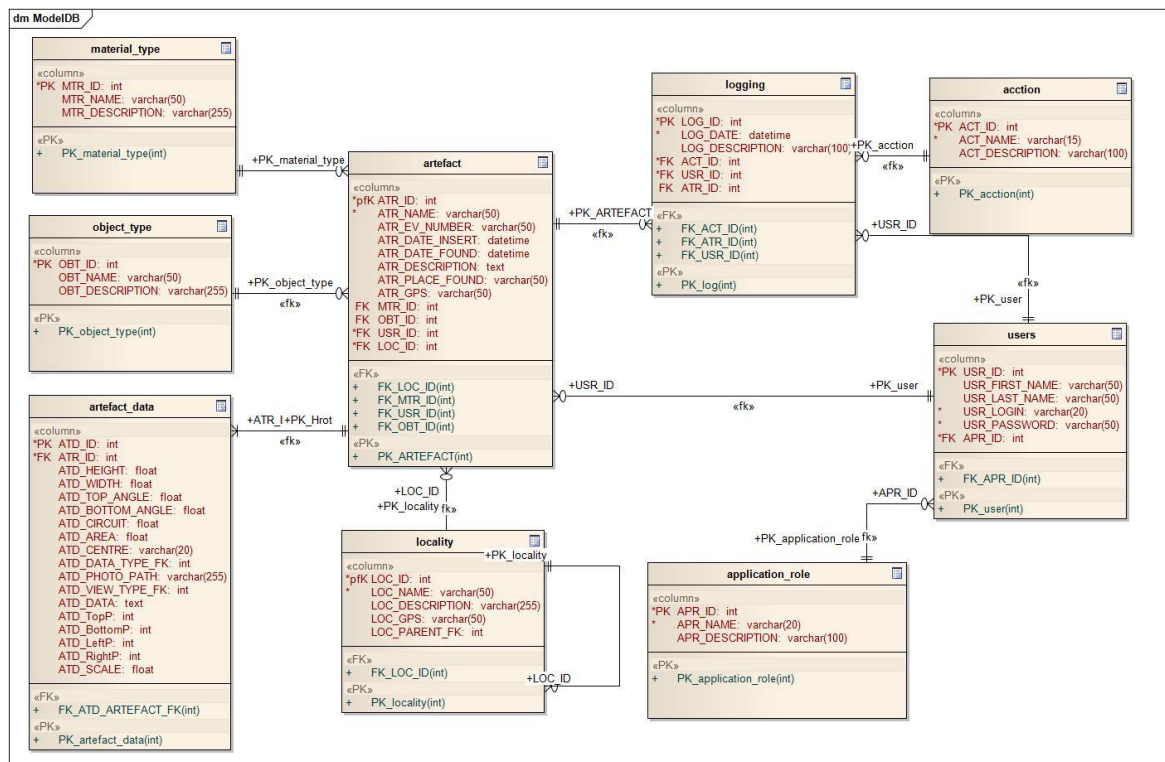 dm ModelDB
material_type
«column»
*PK MTR_ID: int
MTR_NAME: varchar(50)
MTR_DESCRIPTION: varchar(255)
«PK»
+ PK_material_type(int)
+PK_material_type
object_type
«column»
*PK OBT_ID: int
OBT_NAME: varchar(50)
OBT_DESCRIPTION: varchar(255)
«PK»
+ PK_object_type(int)
+PK_object_type
«fk»
artefact_data
«column»
*PK ATD_ID: int
*FK ATR_ID: int
ATD_HEIGHT: float
ATD_WIDTH: float
ATD_TOP_ANGLE: float
ATD_BOTTOM_ANGLE: float
ATD_CIRCUIT: float
ATD_AREA: float
ATD_CENTRE: varchar(20)
ATD_DATA_TYPE_FK: int
ATD_PHOTO_PATH: varchar(255)
ATD_VIEW_TYPE_FK: int
ATD_DATA: text
ATD_TopP: int
ATD_BottomP: int
ATD_LeftP: int
ATD_RightP: int
ATD_SCALE: float
«FK»
+ FK_ATD_ARTEFACT_FK(int)
«PK»
+ PK_artefact_data(int)
+ATR_I +PK_Hrot
«fk»
artefact
«column»
*pfK ATR_ID: int
* ATR_NAME: varchar(50)
ATR_EV_NUMBER: varchar(50)
ATR_DATE_INSERT: datetime
ATR_DATE_FOUND: datetime
ATR_DESCRIPTION: text
ATR_PLACE_FOUND: varchar(50)
ATR_GPS: varchar(50)
FK MTR_ID: int
FK OBT_ID: int
*FK USR_ID: int
*FK LOC_ID: int
«FK»
+ FK_LOC_ID(int)
+ FK_MTR_ID(int)
+ FK_USR_ID(int)
+ FK_OBT_ID(int)
«PK»
+ PK_ARTEFACT(int)
+LOC_ID
+PK_locality
fk»
locality
«column»
*pfK LOC_ID: int
* LOC_NAME: varchar(50)
LOC_DESCRIPTION: varchar(255)
LOC_GPS: varchar(50)
LOC_PARENT_FK: int
«FK»
+ FK_LOC_ID(int)
«PK»
+ PK_locality(int)
+PK_locality
+LOC_ID
+PK_ARTEFACT
«fk»
logging
«column»
*PK LOG_ID: int
* LOG_DATE: datetime
LOG_DESCRIPTION: varchar(100)
*FK ACT_ID: int
*FK USR_ID: int
FK ATR_ID: int
«FK»
+ FK_ACT_ID(int)
+ FK_ATR_ID(int)
+ FK_USR_ID(int)
«PK»
+ PK_log(int)
+PK_acction
«fk»
acction
«column»
*PK ACT_ID: int
* ACT_NAME: varchar(15)
ACT_DESCRIPTION: varchar(100)
«PK»
+ PK_acction(int)
+USR_ID
«fk»
+PK_user
+USR_ID
+PK_user
«fk»
users
«column»
*PK USR_ID: int
USR_FIRST_NAME: varchar(50)
USR_LAST_NAME: varchar(50)
* USR_LOGIN: varchar(20)
* USR_PASSWORD: varchar(50)
*FK APR_ID: int
«FK»
+ FK_APR_ID(int)
«PK»
+ PK_user(int)
+APR_ID
+PK_application_role
fk»
application_role
«column»
*PK APR_ID: int
* APR_NAME: varchar(20)
APR_DESCRIPTION: varchar(100)
«PK»
+ PK_application_role(int)